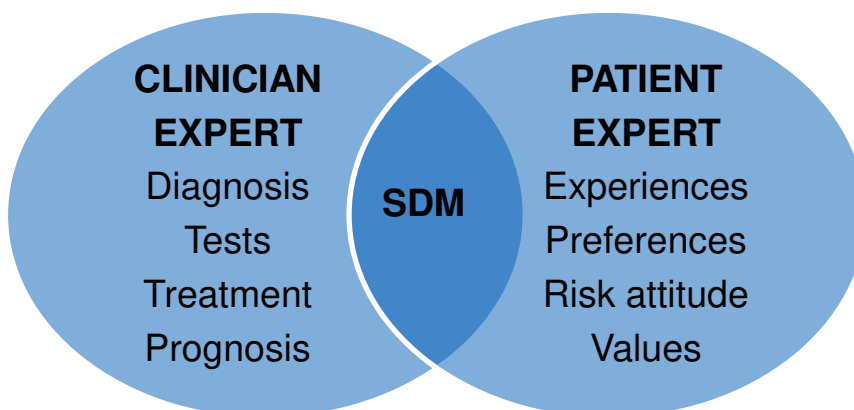 CLINICIAN
EXPERT
Diagnosis
Tests
Treatment
Prognosis
SDM
PATIENT
EXPERT
Experiences
Preferences
Risk attitude
Values